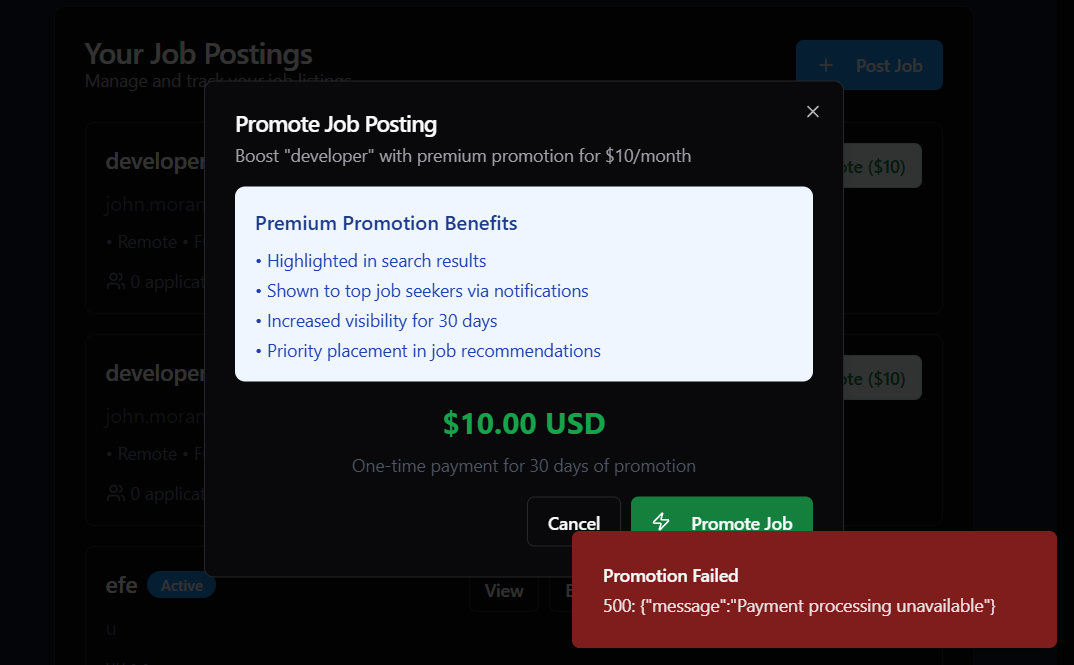 Your Job Postings
+ Post Job
Manage and track your job listings
Promote Job Posting
Boost "developer" with premium promotion for $10/month
developer
($10)
john.moran
• Remote •
0
Premium Promotion Benefits
• Highlighted in search results
• Shown to top job seekers via notifications
• Increased visibility for 30 days
• Priority placement in job recommendations
developer
($10)
john.moran
• Remote •
0
$10.00 USD
One-time payment for 30 days of promotion
Cancel
Promote Job
efe
Active
View
u
Promotion Failed
500: {"message":"Payment processing unavailable"}